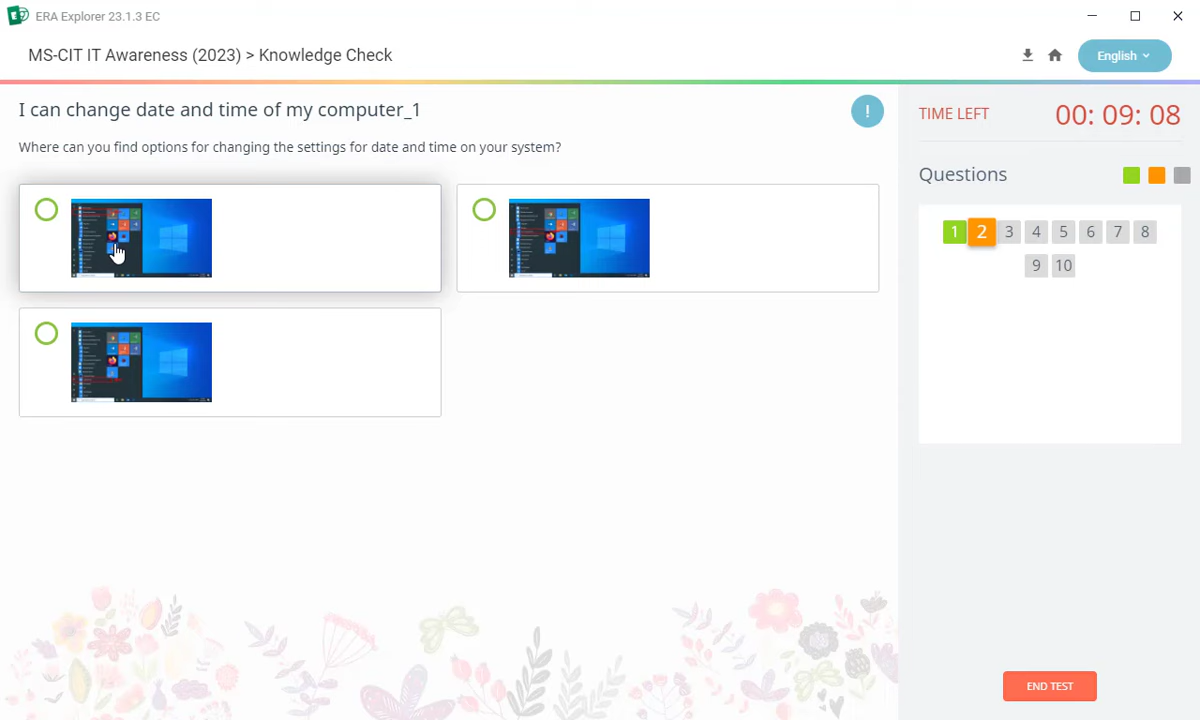 ERA Explorer 23.1.3 EC
MS-CIT IT Awareness (2023) > Knowledge Check
English
I can change date and time of my computer_1
!
Where can you find options for changing the settings for date and time on your system?
TIME LEFT
00: 09: 08
Questions
1 2 3 4 5 6 7 8
9 10
END TEST